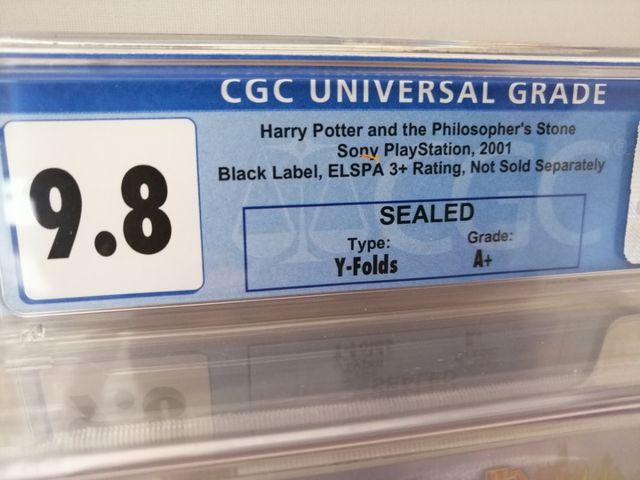 CGC UNIVERSAL GRADE
9.8
Harry Potter and the Philosopher's Stone
Sony PlayStation, 2001
Black Label, ELSPA 3+ Rating, Not Sold Separately
CGC®
SEALED
Type:
Grade:
Y-Folds
A+